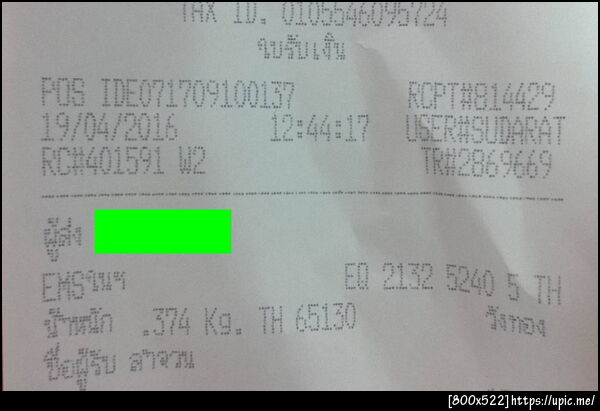 TAX ID. 0105546095724
ใบรับเงิน
POS IDE071709100137 RCPT#814429
19/04/2016 12:44:17 USER#SUDARAT
RC#401591 W2 TR#2869669
ผู้ส่ง
EMSในฯ EQ 2132 5240 5 TH
น้ำหนัก .374 Kg. TH 65130 วังทอง
ชื่อผู้รับ ลำจวน
[800x522]https://upic.me/